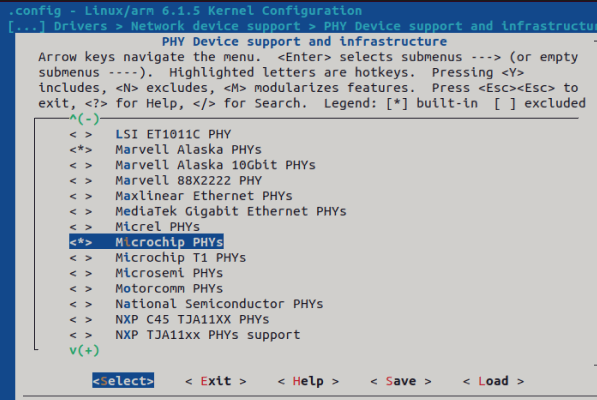 .config - Linux/arm 6.1.5 Kernel Configuration
[...] Drivers > Network device support > PHY Device support and infrastructur
PHY Device support and infrastructure
Arrow keys navigate the menu.  <Enter> selects submenus ---> (or empty
submenus ----).  Highlighted letters are hotkeys.  Pressing <Y>
includes, <N> excludes, <M> modularizes features.  Press <Esc><Esc> to
exit, <?> for Help, </> for Search.  Legend: [*] built-in  [ ] excluded
^(-)
< >   LSI ET1011C PHY
<*>   Marvell Alaska PHYs
< >   Marvell Alaska 10Gbit PHYs
< >   Marvell 88X2222 PHY
< >   Maxlinear Ethernet PHYs
< >   MediaTek Gigabit Ethernet PHYs
< >   Micrel PHYs
<*>   Microchip PHYs
< >   Microchip T1 PHYs
< >   Microsemi PHYs
< >   Motorcomm PHYs
< >   National Semiconductor PHYs
< >   NXP C45 TJA11XX PHYs
< >   NXP TJA11xx PHYs support
v(+)
<Select>    < Exit >    < Help >    < Save >    < Load >